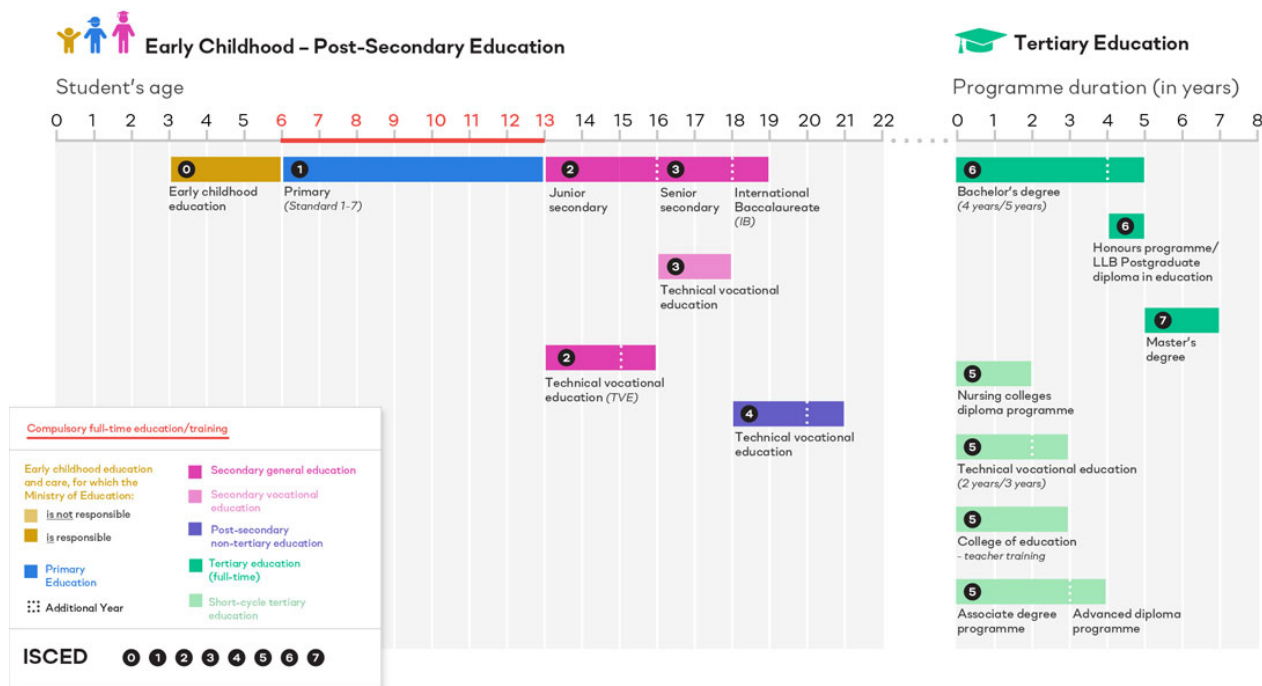 Early Childhood – Post-Secondary Education
Student's age
0 1 2 3 4 5 6 7 8 9 10 11 12 13 14 15 16 17 18 19 20 21 22
0
Early childhood
education
1
Primary
(Standard 1-7)
2
Junior
secondary
3
Senior
secondary
International
Baccalaureate
(IB)
3
Technical vocational
education
2
Technical vocational
education (TVE)
4
Technical vocational
education
Tertiary Education
Programme duration (in years)
0 1 2 3 4 5 6 7 8
6
Bachelor's degree
(4 years/5 years)
6
Honours programme/
LLB Postgraduate
diploma in education
7
Master's
degree
5
Nursing colleges
diploma programme
5
Technical vocational education
(2 years/3 years)
5
College of education
- teacher training
5
Associate degree
programme
Advanced diploma
programme
Compulsory full-time education/training
Early childhood education
and care, for which the
Ministry of Education:
is not responsible
is responsible
Primary
Education
Additional Year
Secondary general education
Secondary vocational
education
Post-secondary
non-tertiary education
Tertiary education
(full-time)
Short-cycle tertiary
education
ISCED 0 1 2 3 4 5 6 7